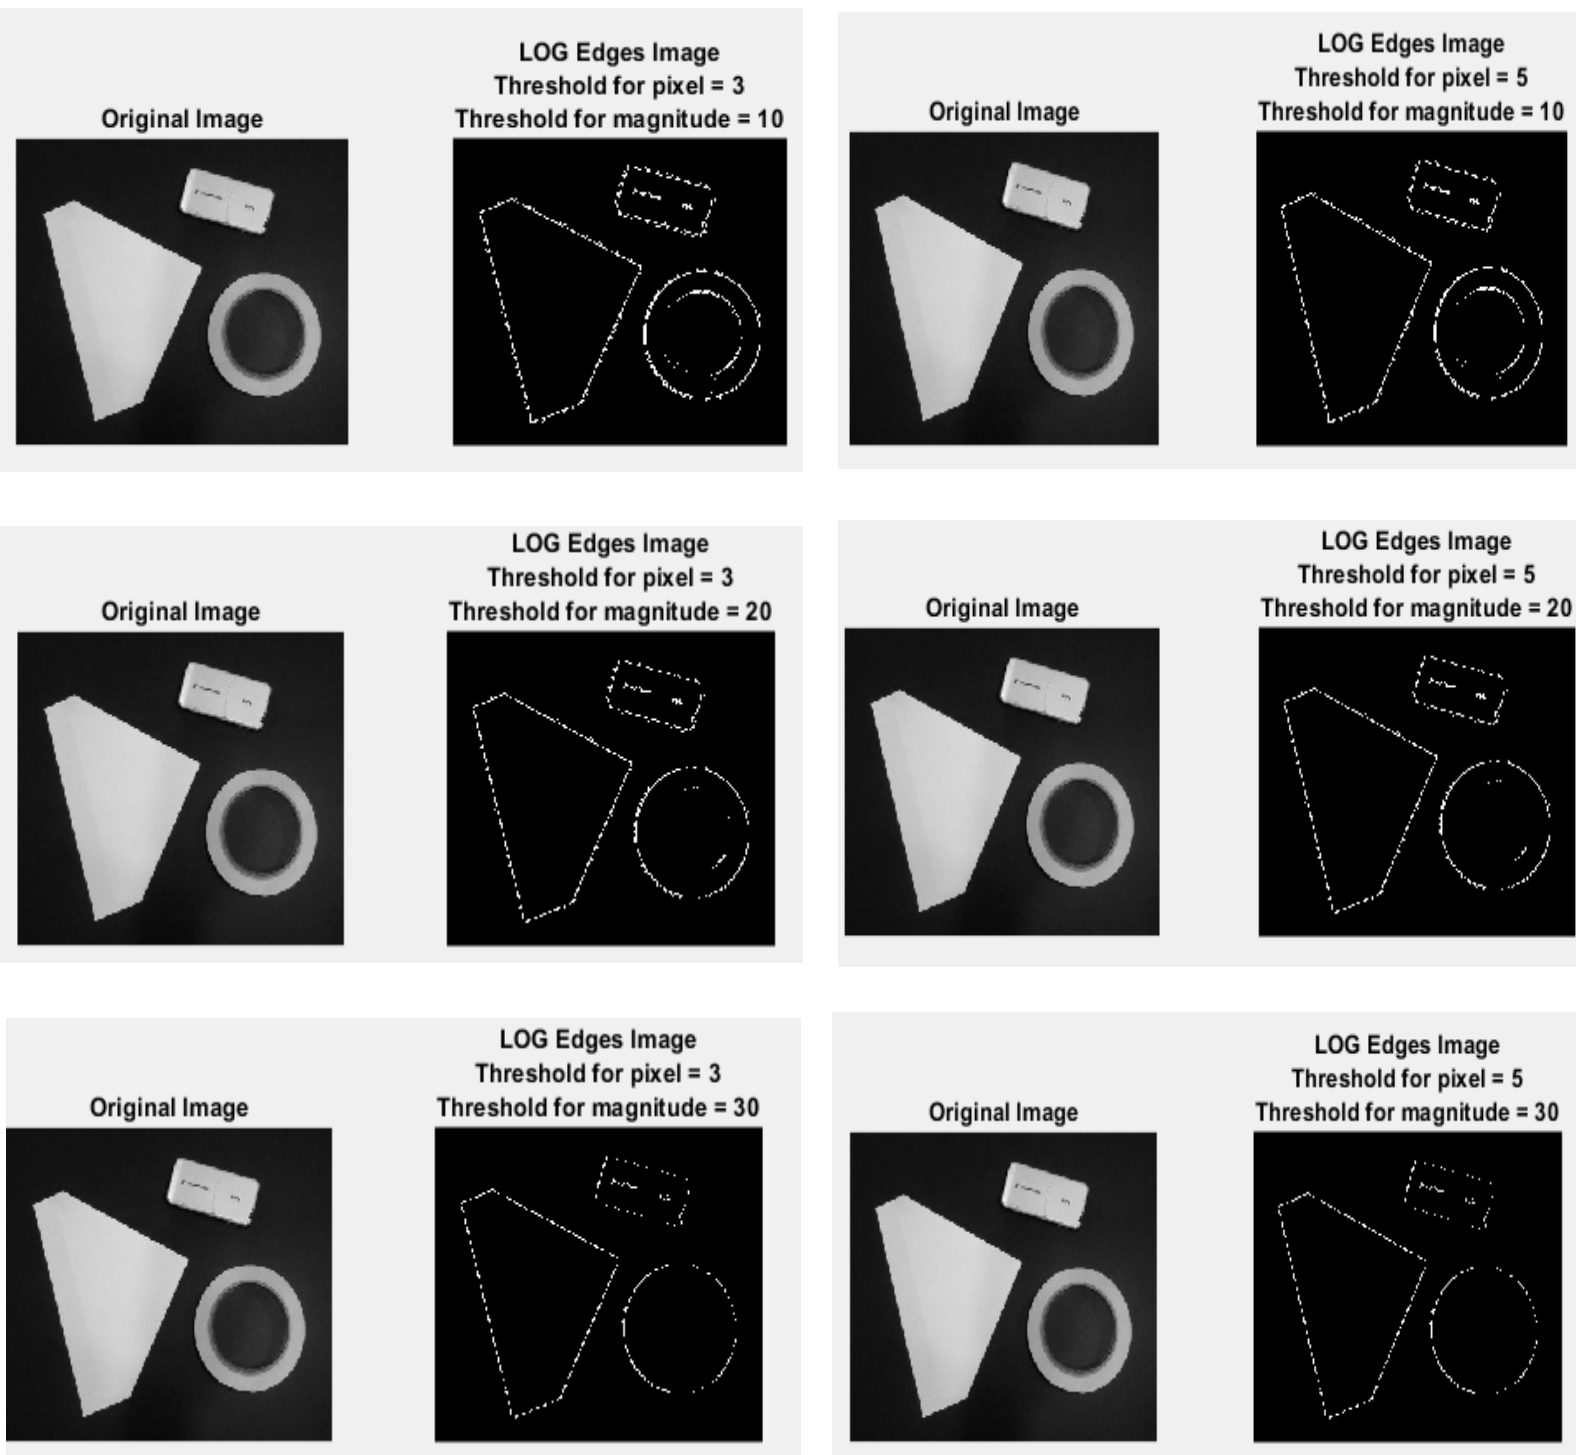 Original Image
LOG Edges Image
Threshold for pixel = 3
Threshold for magnitude = 10
Original Image
LOG Edges Image
Threshold for pixel = 5
Threshold for magnitude = 10
Original Image
LOG Edges Image
Threshold for pixel = 3
Threshold for magnitude = 20
Original Image
LOG Edges Image
Threshold for pixel = 5
Threshold for magnitude = 20
Original Image
LOG Edges Image
Threshold for pixel = 3
Threshold for magnitude = 30
Original Image
LOG Edges Image
Threshold for pixel = 5
Threshold for magnitude = 30